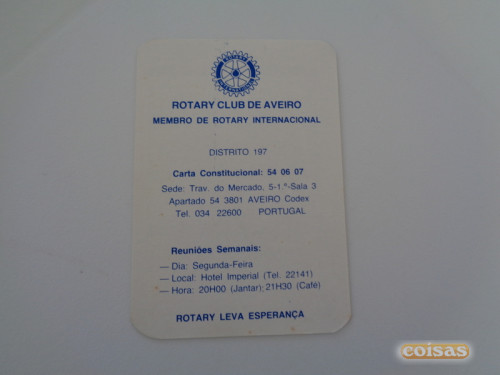 ROTARY
INTERNATIONAL
ROTARY CLUB DE AVEIRO
MEMBRO DE ROTARY INTERNACIONAL
DISTRITO 197
Carta Constitucional: 54 06 07
Sede: Trav. do Mercado, 5-1.º-Sala 3
Apartado 54 3801 AVEIRO Codex
Tel. 034 22600 PORTUGAL
Reuniões Semanais:
— Dia: Segunda-Feira
— Local: Hotel Imperial (Tel. 22141)
— Hora: 20H00 (Jantar); 21H30 (Café)
ROTARY LEVA ESPERANÇA
coisas